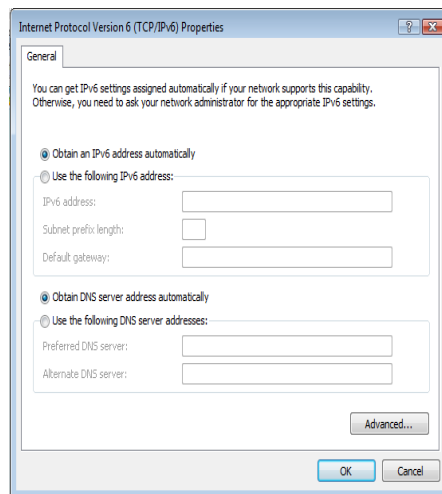 Internet Protocol Version 6 (TCP/IPv6) Properties
?
General
You can get IPv6 settings assigned automatically if your network supports this capability.
Otherwise, you need to ask your network administrator for the appropriate IPv6 settings.
Obtain an IPv6 address automatically
Use the following IPv6 address:
IPv6 address:
Subnet prefix length:
Default gateway:
Obtain DNS server address automatically
Use the following DNS server addresses:
Preferred DNS server:
Alternate DNS server:
Advanced...
OK
Cancel